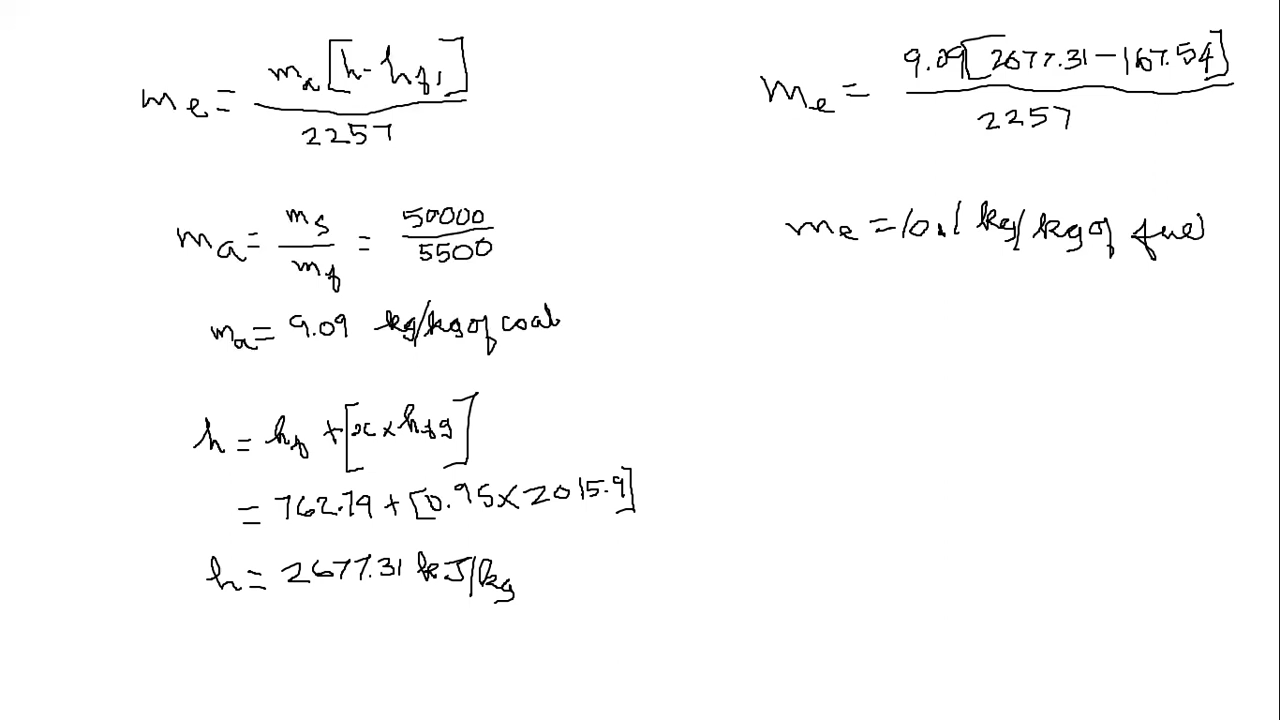 me = ma[h - hf1] / 2257
ma = ms/mf = 50000/5500
ma = 9.09 kg/kg of coal
h = hf + [x × hfg]
= 762.79 + [0.95 × 2015.9]
h = 2677.31 kJ/kg
me = 9.09[2677.31 - 167.54] / 2257
me = 10.1 kg/kg of fuel